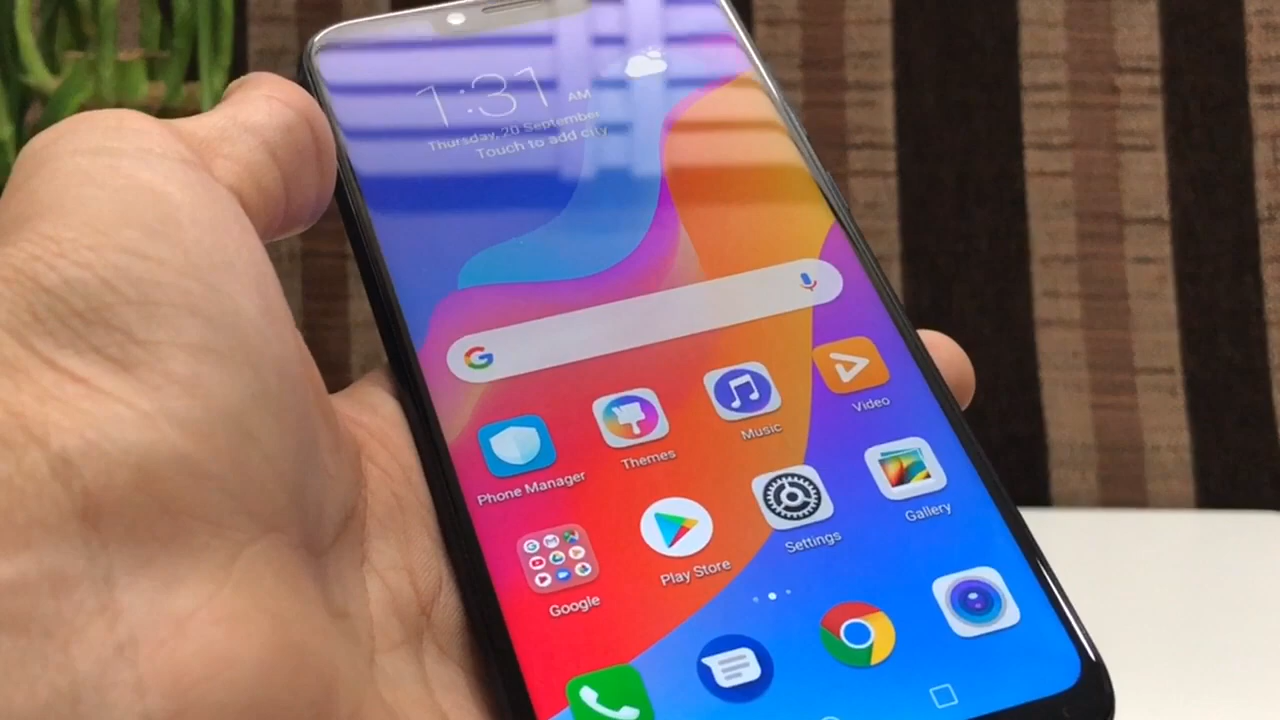 1:31 AM
Thursday, 20 September
Touch to add city
Phone Manager
Themes
Music
Video
Google
Play Store
Settings
Gallery